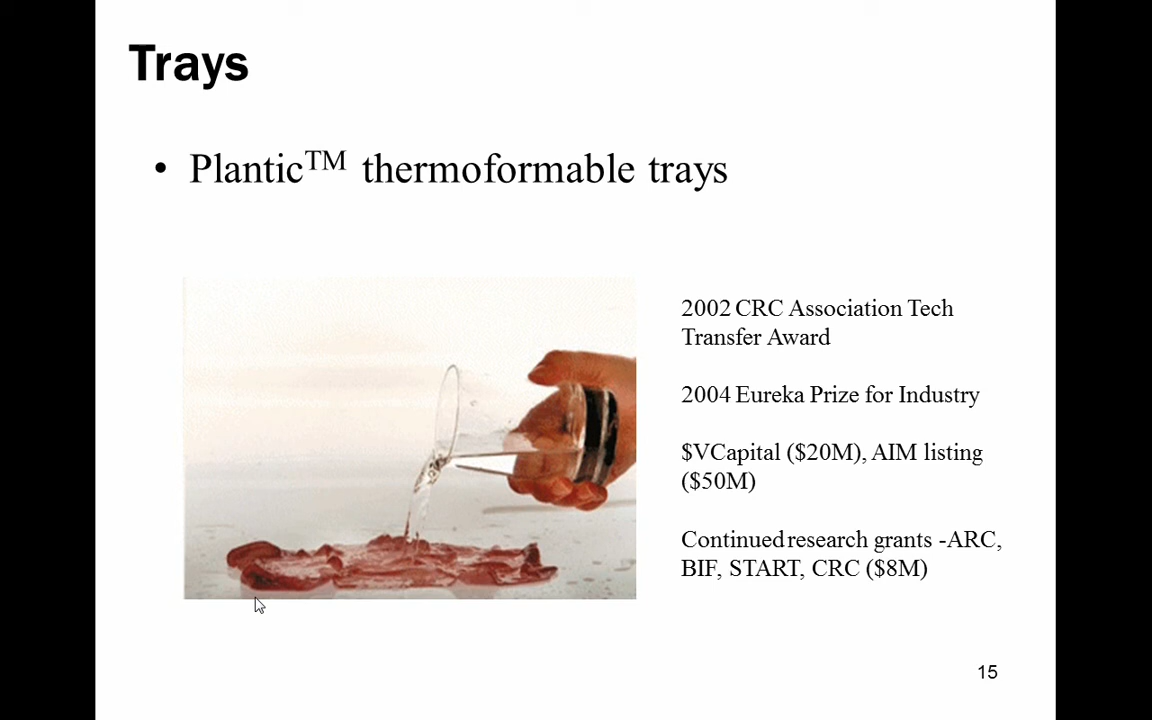 Trays
• Plantic™ thermoformable trays
2002 CRC Association Tech
Transfer Award
2004 Eureka Prize for Industry
$VCapital ($20M), AIM listing
($50M)
Continued research grants -ARC,
BIF, START, CRC ($8M)
15